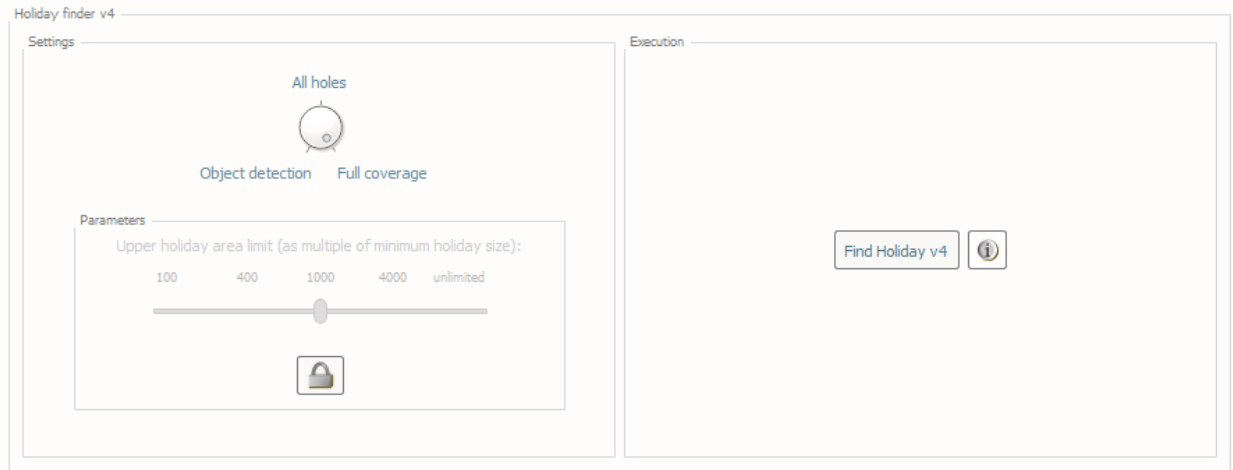 Holiday finder v4
Settings
All holes
Object detection Full coverage
Parameters
Upper holiday area limit (as multiple of minimum holiday size):
100 400 1000 4000 unlimited
Execution
Find Holiday v4